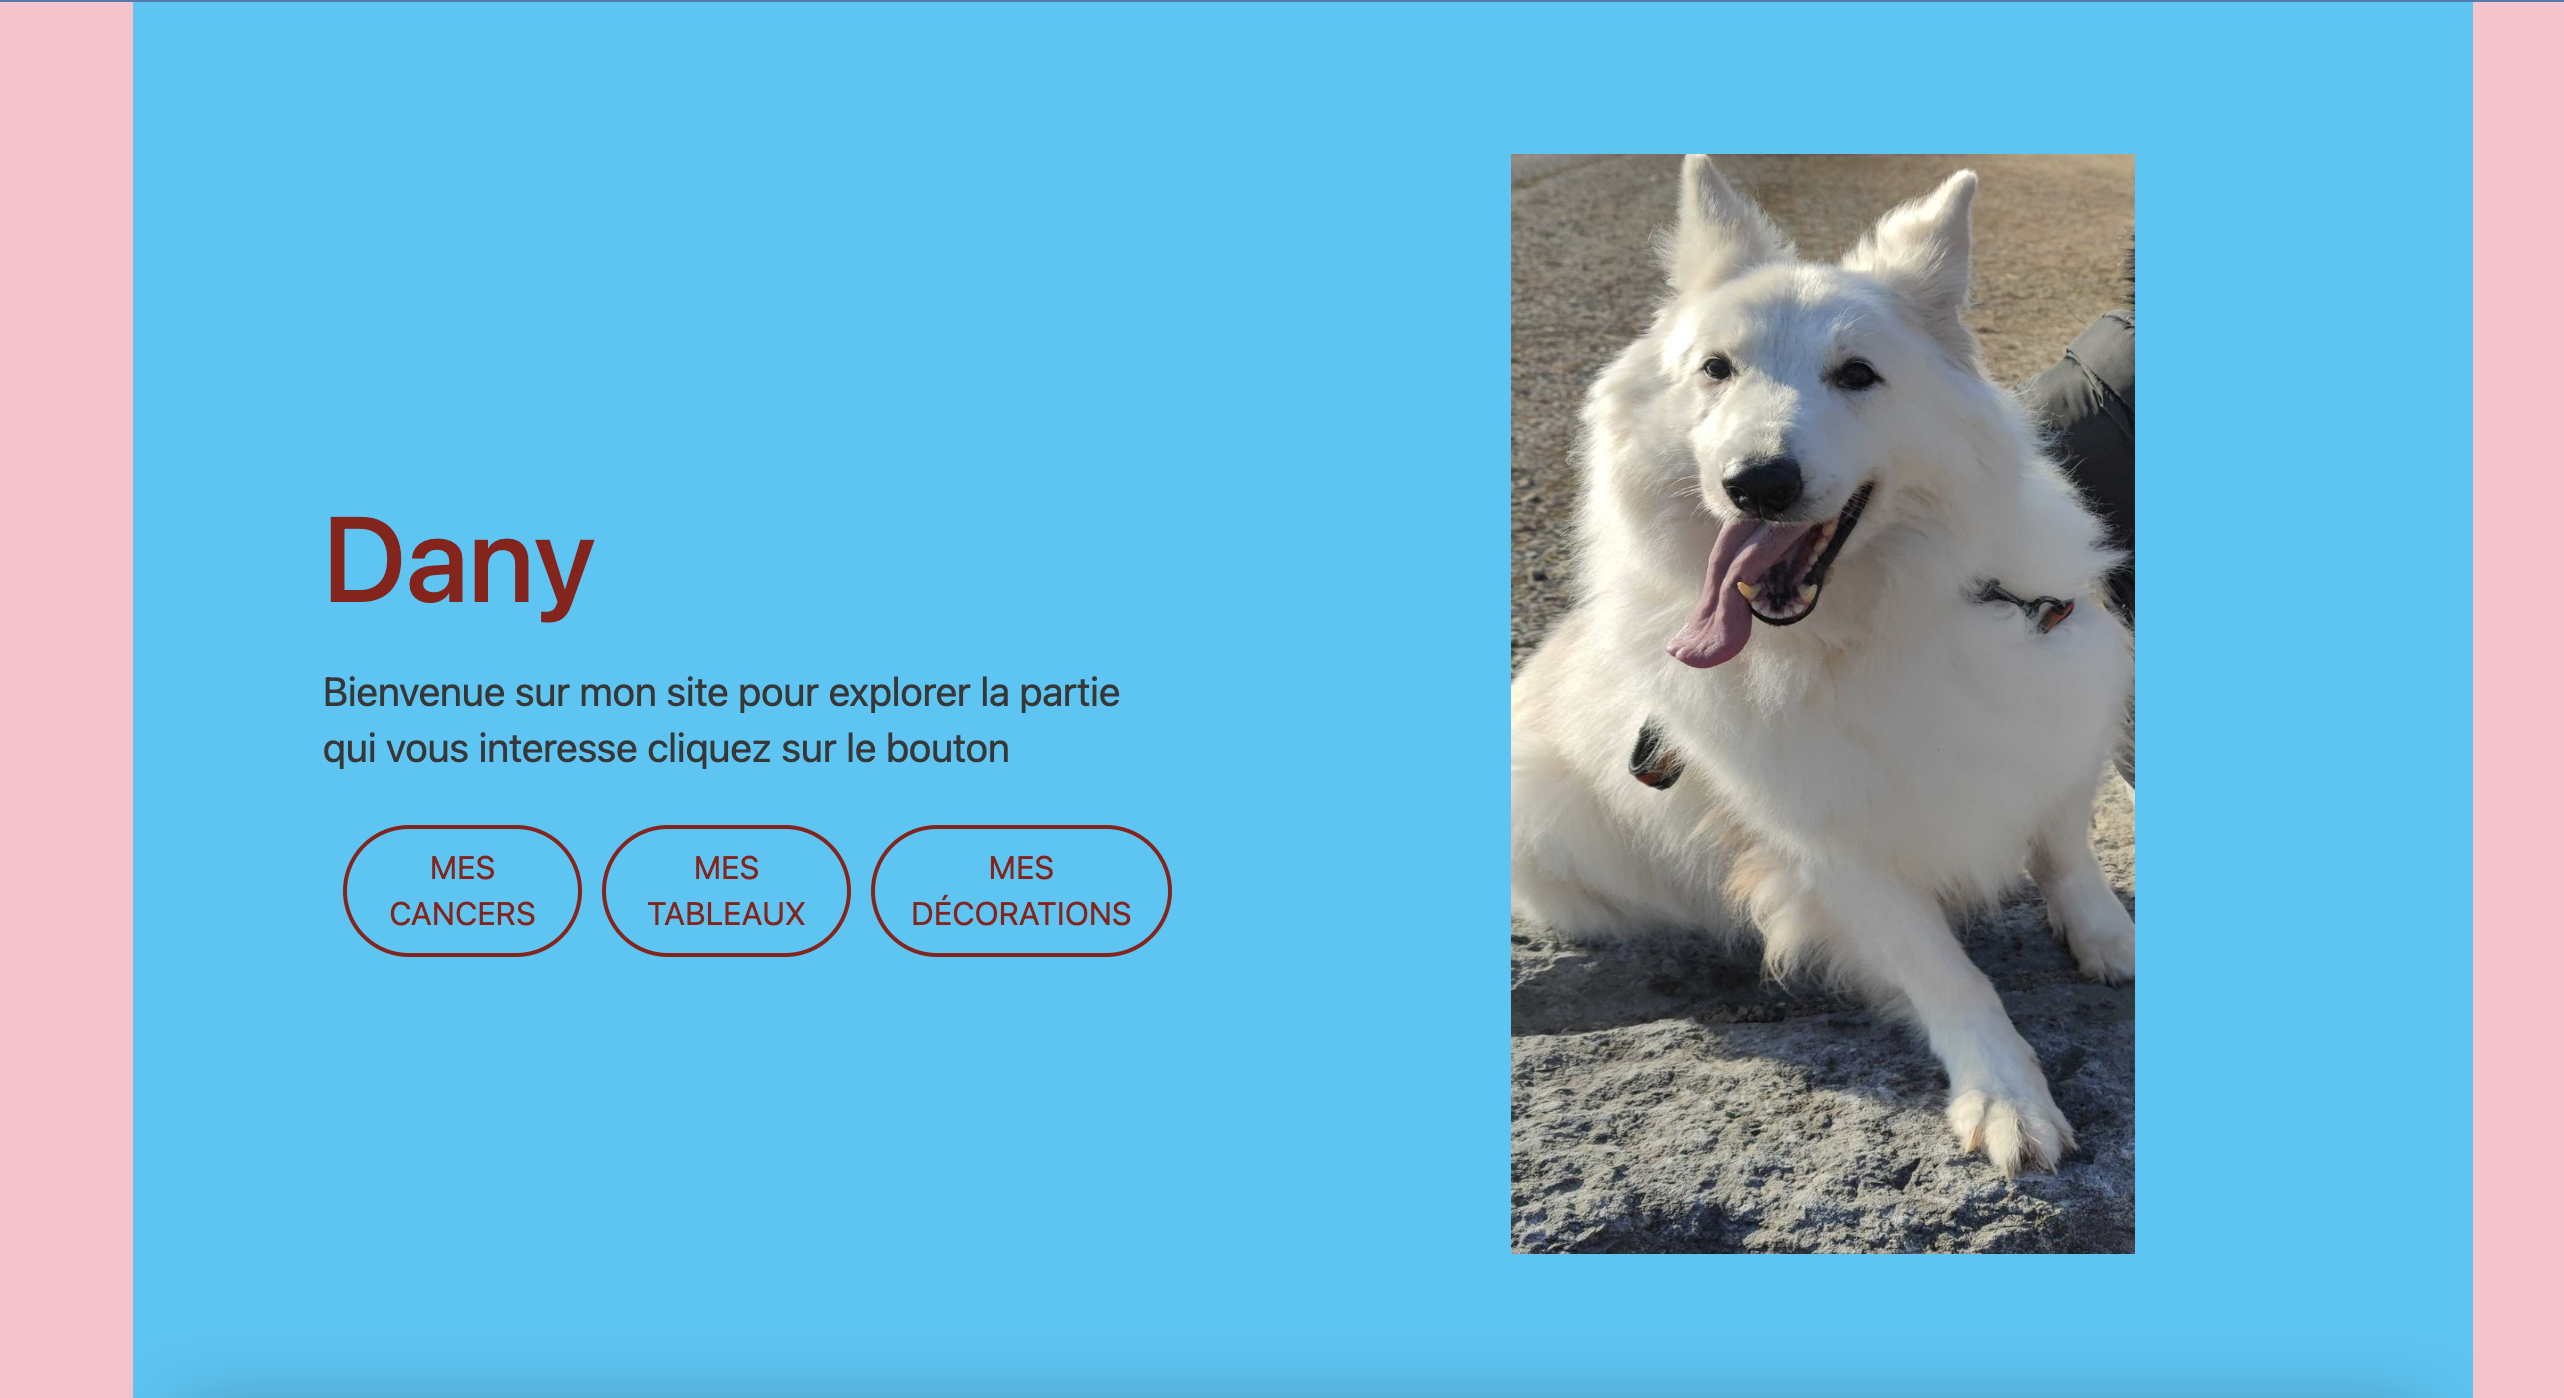 Dany
Bienvenue sur mon site pour explorer la partie
qui vous interesse cliquez sur le bouton
MES
CANCERS
MES
TABLEAUX
MES
DÉCORATIONS